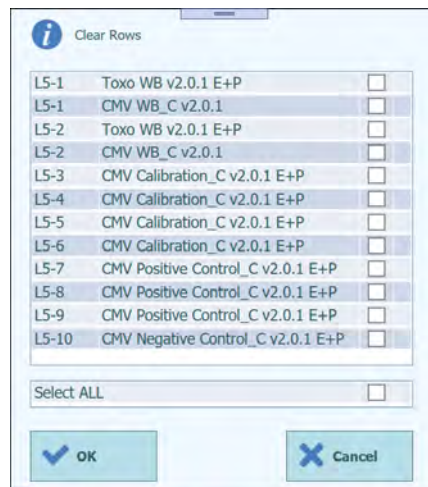 Clear Rows
L5-1 Toxo WB v2.0.1 E+P
L5-1 CMV WB_C v2.0.1
L5-2 Toxo WB v2.0.1 E+P
L5-2 CMV WB_C v2.0.1
L5-3 CMV Calibration_C v2.0.1 E+P
L5-4 CMV Calibration_C v2.0.1 E+P
L5-5 CMV Calibration_C v2.0.1 E+P
L5-6 CMV Calibration_C v2.0.1 E+P
L5-7 CMV Positive Control_C v2.0.1 E+P
L5-8 CMV Positive Control_C v2.0.1 E+P
L5-9 CMV Positive Control_C v2.0.1 E+P
L5-10 CMV Negative Control_C v2.0.1 E+P
Select ALL
OK Cancel